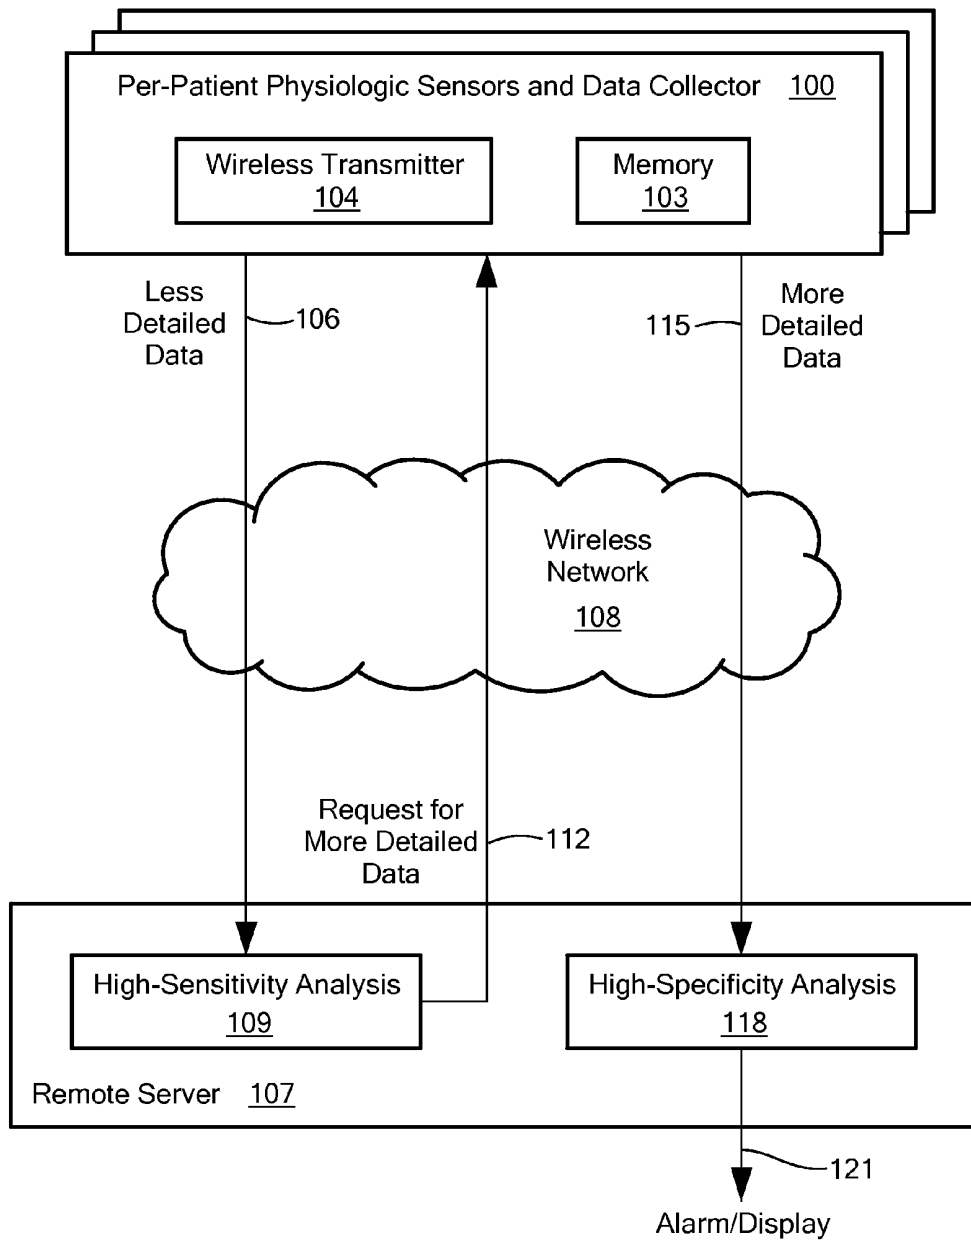 Per-Patient Physiologic Sensors and Data Collector 100
Wireless Transmitter
104
Memory
103
Less
Detailed
Data
106
115
More
Detailed
Data
Wireless
Network
108
Request for
More Detailed
Data
112
High-Sensitivity Analysis
109
High-Specificity Analysis
118
Remote Server 107
121
Alarm/Display